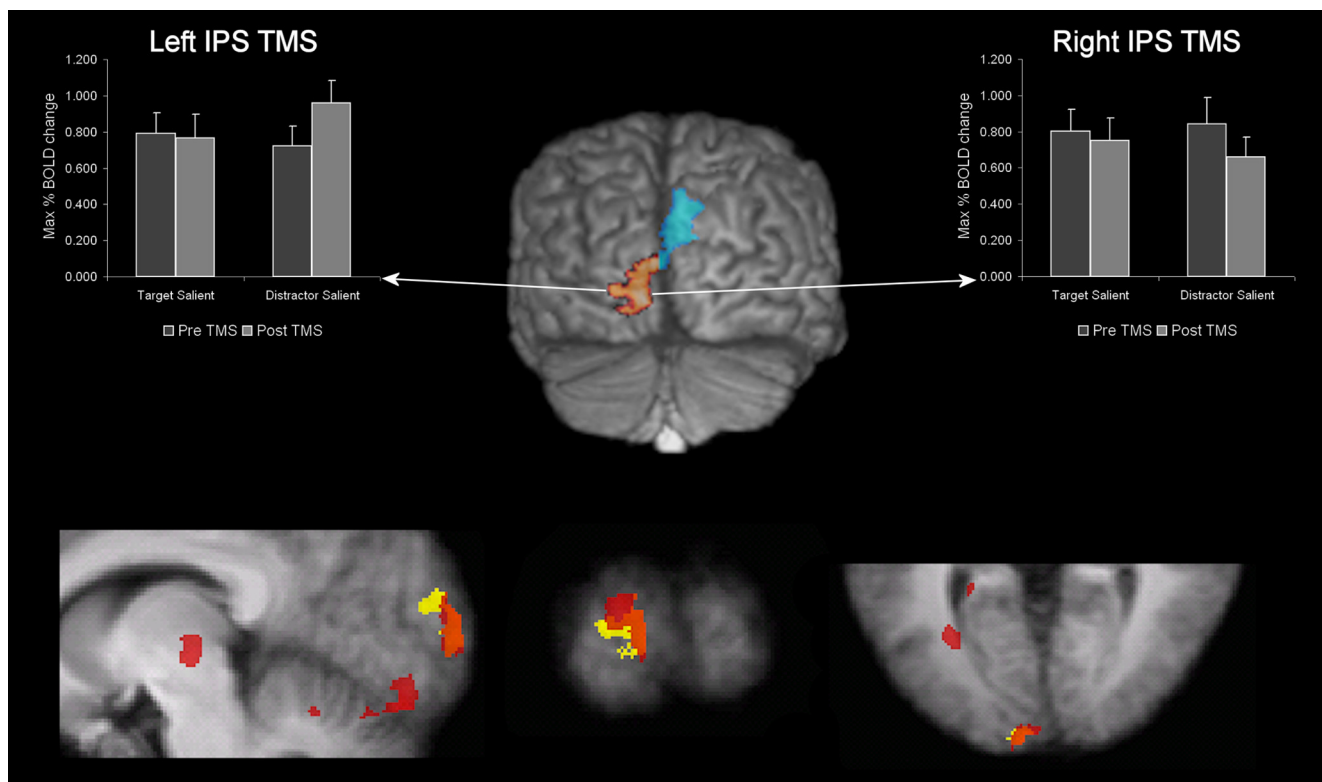 Left IPS TMS
Max % BOLD change
1.200
1.000
0.800
0.600
0.400
0.200
0.000
Target Salient Distractor Salient
Pre TMS Post TMS
Right IPS TMS
Max % BOLD change
1.200
1.000
0.800
0.600
0.400
0.200
0.000
Target Salient Distractor Salient
Pre TMS Post TMS